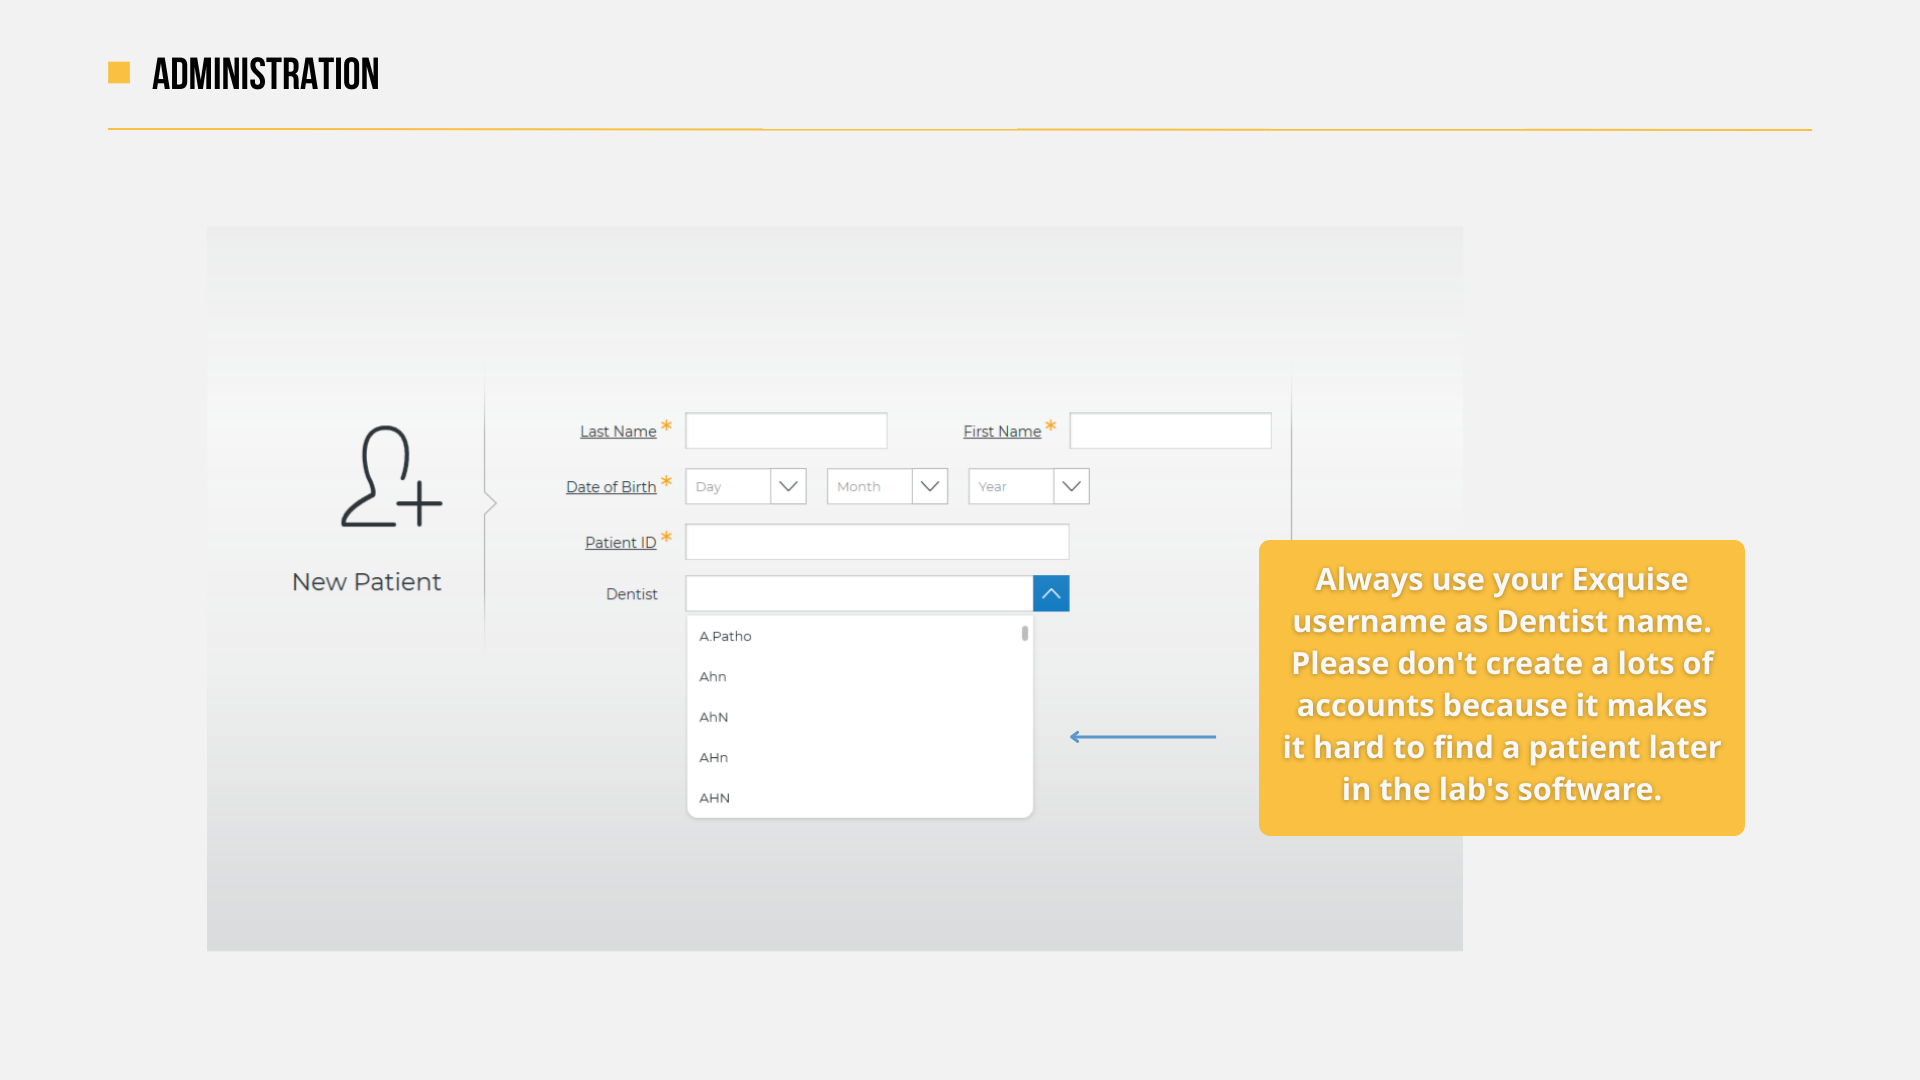 ADMINISTRATION
Last Name *
First Name *
Date of Birth *
Day
Month
Year
Patient ID *
New Patient
Dentist
A.Patho
Ahn
AhN
AHn
AHN
Always use your Exquise
username as Dentist name.
Please don't create a lots of
accounts because it makes
it hard to find a patient later
in the lab's software.